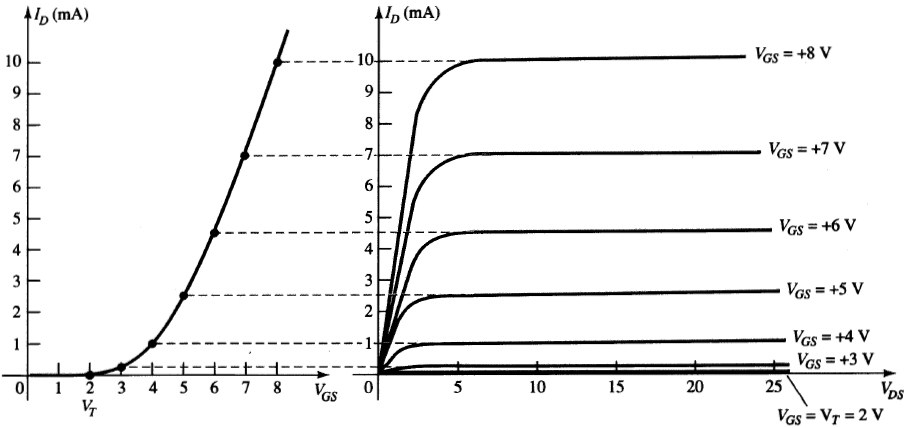 I_D (mA)
10
9
8
7
6
5
4
3
2
1
0
1 2 3 4 5 6 7 8
V_GS
V_T
I_D (mA)
10
9
8
7
6
5
4
3
2
1
0
5 10 15 20 25
V_DS
V_GS = +8 V
V_GS = +7 V
V_GS = +6 V
V_GS = +5 V
V_GS = +4 V
V_GS = +3 V
V_GS = V_T = 2 V